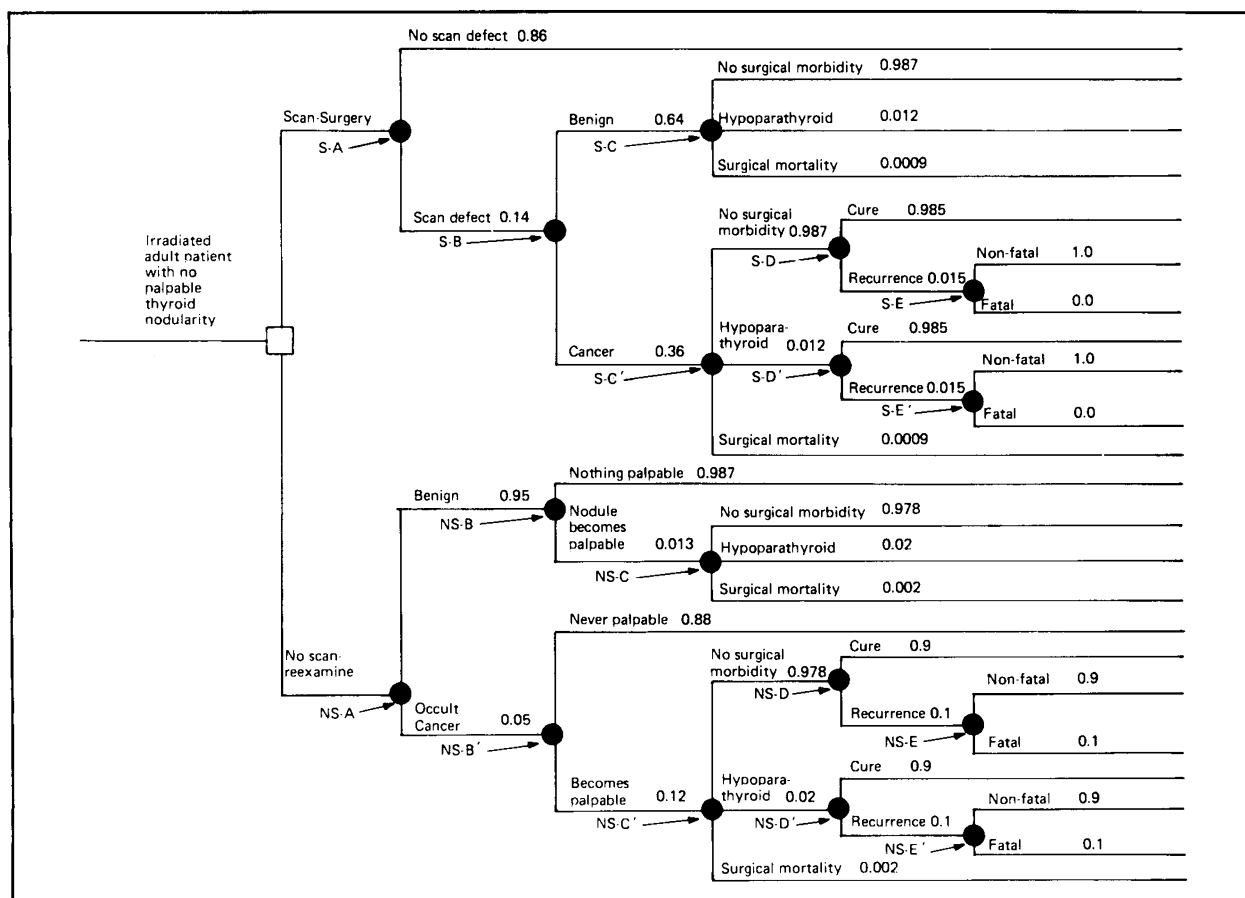 No scan defect 0.86
No surgical morbidity 0.987
Scan-Surgery
S-A
Benign 0.64
S-C
Hypoparathyroid 0.012
Surgical mortality 0.0009
Scan defect 0.14
S-B
Irradiated
adult patient
with no
palpable
thyroid
nodularity
No surgical
morbidity 0.987
S-D
Cure 0.985
Recurrence 0.015
S-E
Non-fatal 1.0
Fatal 0.0
Cancer 0.36
S-C′
Hypopara-
thyroid 0.012
S-D′
Cure 0.985
Recurrence 0.015
S-E′
Non-fatal 1.0
Fatal 0.0
Surgical mortality 0.0009
Nothing palpable 0.987
Benign 0.95
NS-B
Nodule
becomes
palpable 0.013
NS-C
No surgical morbidity 0.978
Hypoparathyroid 0.02
Surgical mortality 0.002
No scan-
reexamine
NS-A
Occult
Cancer 0.05
NS-B′
Never palpable 0.88
Becomes
palpable 0.12
NS-C′
No surgical
morbidity 0.978
NS-D
Cure 0.9
Recurrence 0.1
NS-E
Non-fatal 0.9
Fatal 0.1
Hypopara-
thyroid 0.02
NS-D′
Cure 0.9
Recurrence 0.1
NS-E′
Non-fatal 0.9
Fatal 0.1
Surgical mortality 0.002